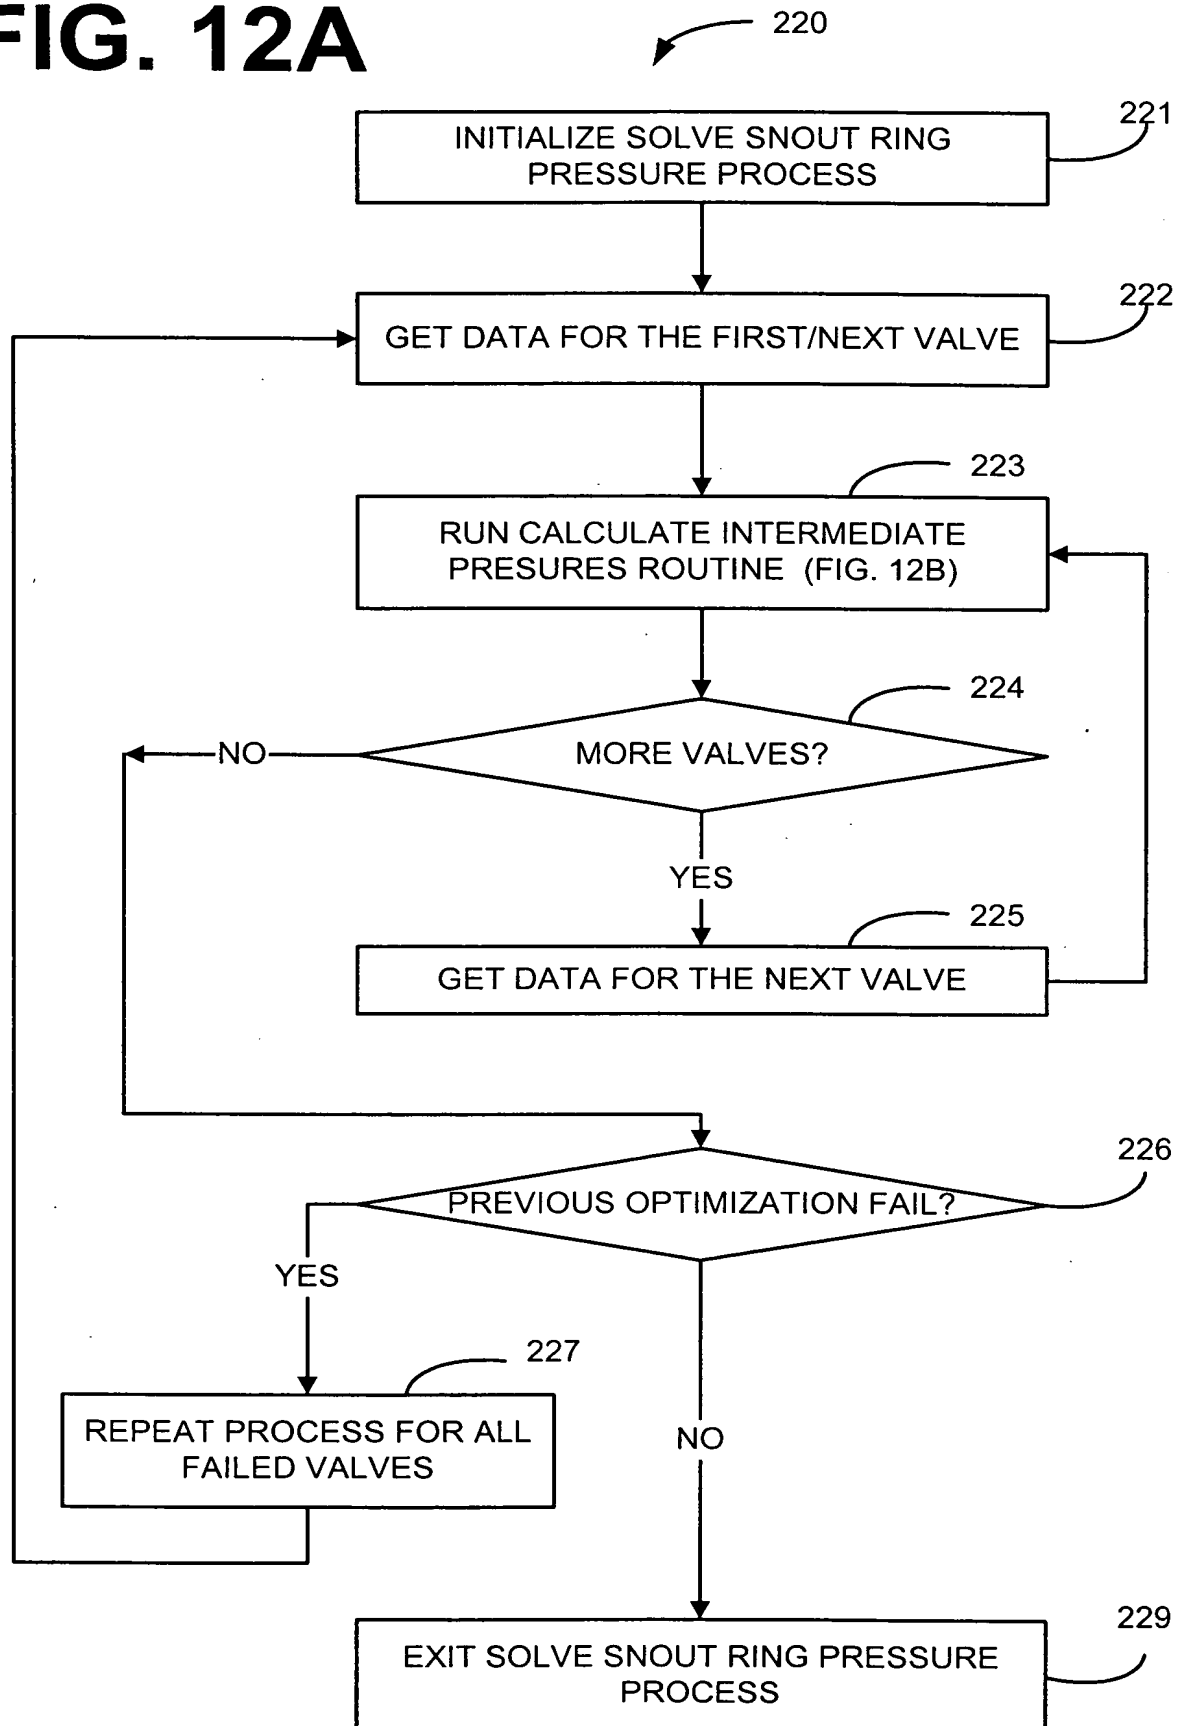 FIG. 12A
220
INITIALIZE SOLVE SNOUT RING
PRESSURE PROCESS
221
GET DATA FOR THE FIRST/NEXT VALVE
222
223
RUN CALCULATE INTERMEDIATE
PRESURES ROUTINE (FIG. 12B)
224
MORE VALVES?
NO
YES
225
GET DATA FOR THE NEXT VALVE
226
PREVIOUS OPTIMIZATION FAIL?
YES
227
REPEAT PROCESS FOR ALL
FAILED VALVES
NO
229
EXIT SOLVE SNOUT RING PRESSURE
PROCESS